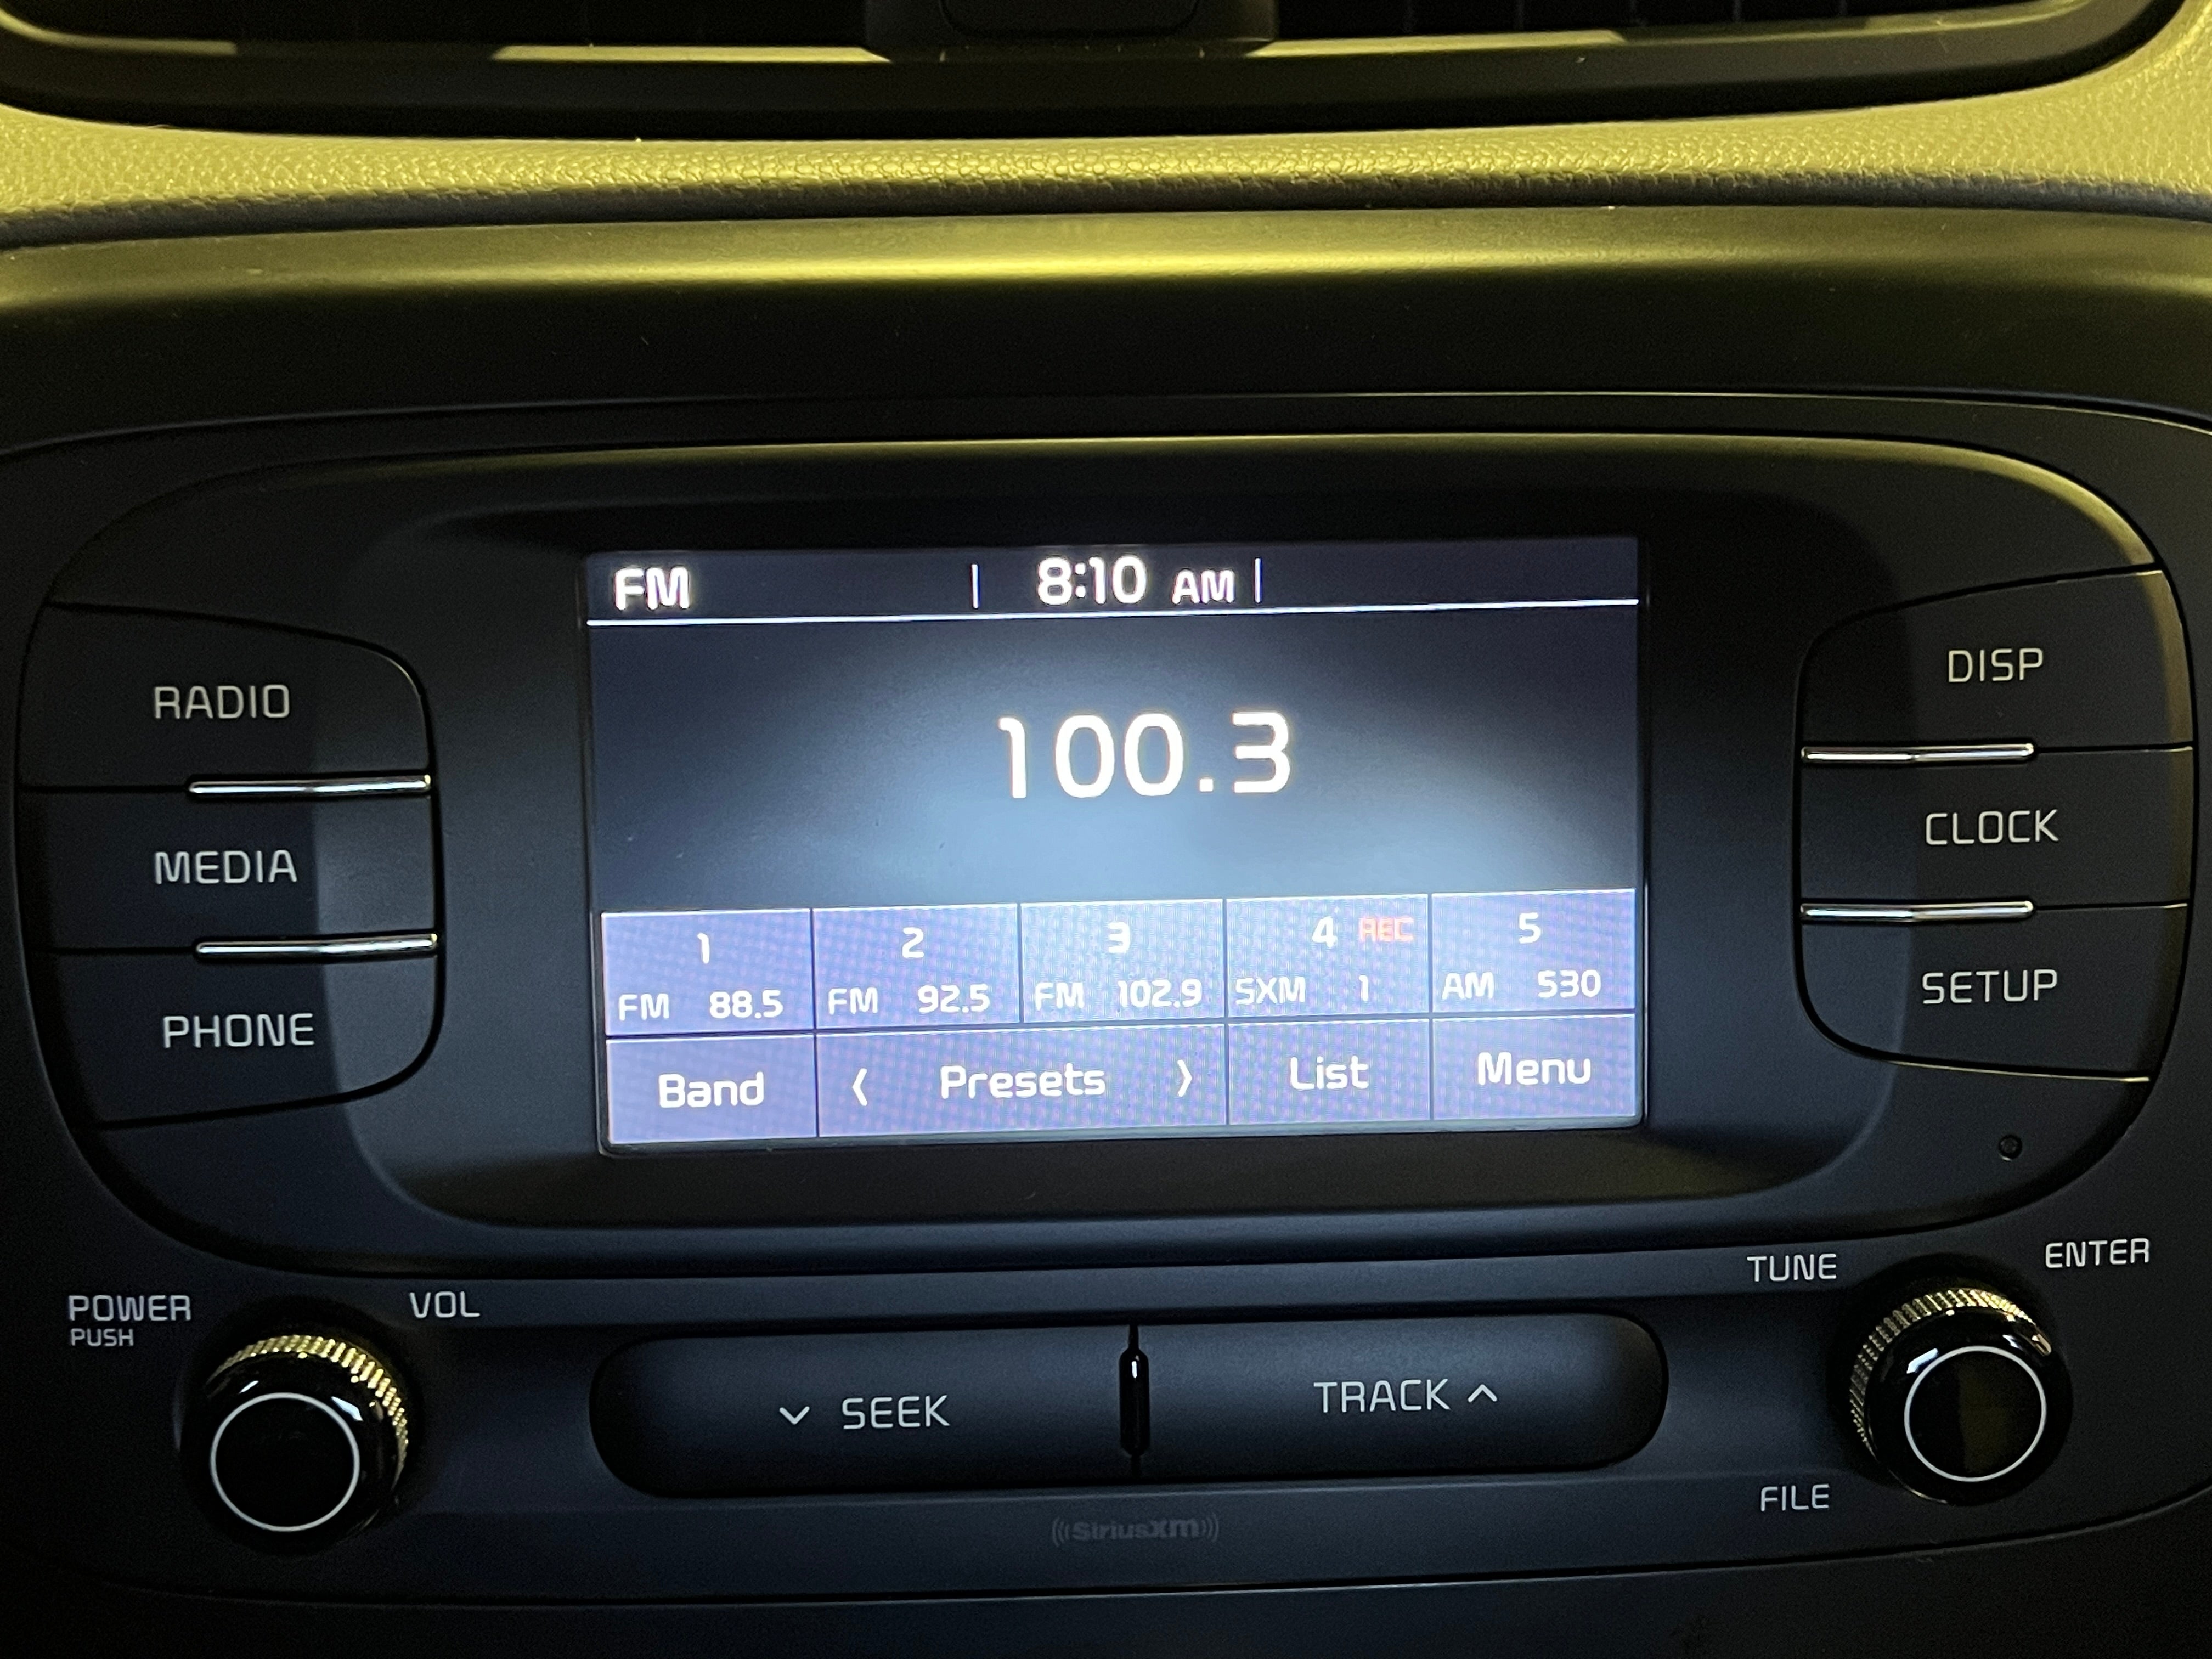 FM | 8:10 AM |
100.3
1 2 3 4 REC 5
FM 88.5 FM 92.5 FM 102.9 SXM 1 AM 530
Band ⟨ Presets ⟩ List Menu
RADIO
MEDIA
PHONE
DISP
CLOCK
SETUP
POWER
PUSH
VOL
SEEK
TRACK
TUNE
ENTER
FILE
((SiriusXM))